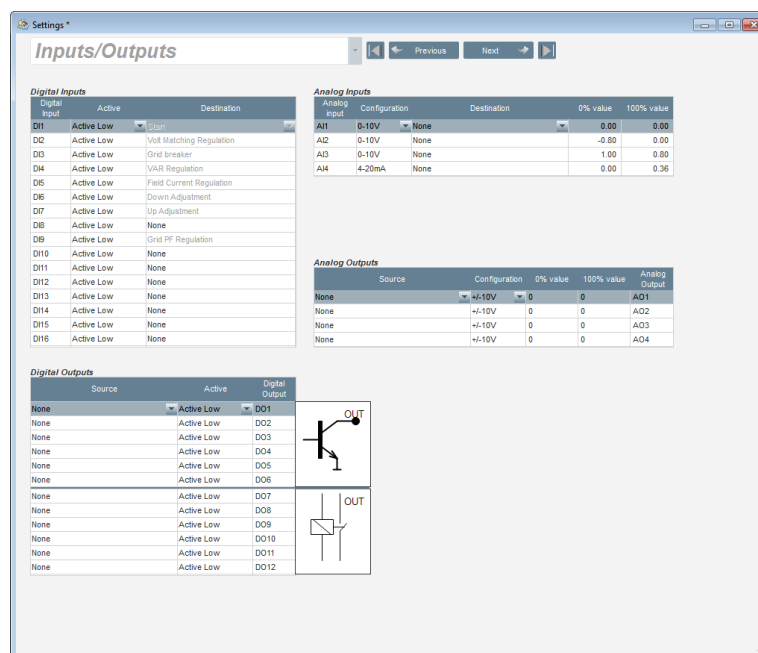 Settings *
Inputs/Outputs
Previous
Next
Digital Inputs
Digital Input Active Destination
DI1 Active Low Start
DI2 Active Low Volt Matching Regulation
DI3 Active Low Grid breaker
DI4 Active Low VAR Regulation
DI5 Active Low Field Current Regulation
DI6 Active Low Down Adjustment
DI7 Active Low Up Adjustment
DI8 Active Low None
DI9 Active Low Grid PF Regulation
DI10 Active Low None
DI11 Active Low None
DI12 Active Low None
DI13 Active Low None
DI14 Active Low None
DI15 Active Low None
DI16 Active Low None
Analog Inputs
Analog input Configuration Destination 0% value 100% value
AI1 0-10V None 0.00 0.00
AI2 0-10V None -0.80 0.00
AI3 0-10V None 1.00 0.80
AI4 4-20mA None 0.00 0.36
Analog Outputs
Source Configuration 0% value 100% value Analog Output
None +/-10V 0 0 AO1
None +/-10V 0 0 AO2
None +/-10V 0 0 AO3
None +/-10V 0 0 AO4
Digital Outputs
Source Active Digital Output
None Active Low DO1
None Active Low DO2
None Active Low DO3
None Active Low DO4
None Active Low DO5
None Active Low DO6
None Active Low DO7
None Active Low DO8
None Active Low DO9
None Active Low DO10
None Active Low DO11
None Active Low DO12
OUT
OUT